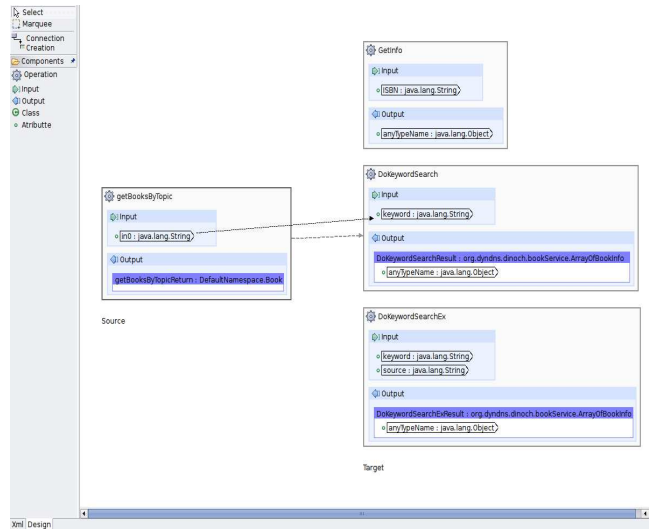 Select
Marquee
Connection
Creation
Components
Operation
Input
Output
Class
Atributte
GetInfo
Input
ISBN : java.lang.String
Output
anyTypeName : java.lang.Object
getBooksByTopic
Input
in0 : java.lang.String
Output
getBooksByTopicReturn : DefaultNamespace.Book
Source
DoKeywordSearch
Input
keyword : java.lang.String
Output
DoKeywordSearchResult : org.dyndns.dinoch.bookService.ArrayOfBookInfo
anyTypeName : java.lang.Object
DoKeywordSearchEx
Input
keyword : java.lang.String
source : java.lang.String
Output
DoKeywordSearchExResult : org.dyndns.dinoch.bookService.ArrayOfBookInfo
anyTypeName : java.lang.Object
Target
Xml Design